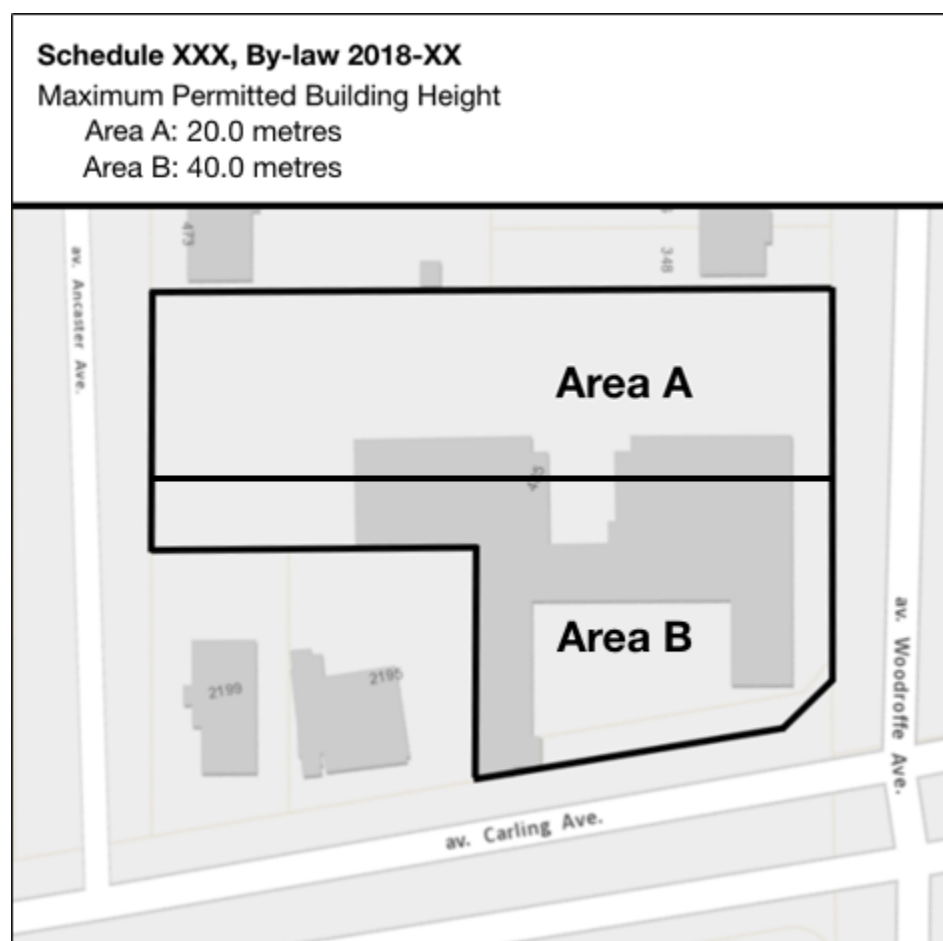 Schedule XXX, By-law 2018-XX
Maximum Permitted Building Height
Area A: 20.0 metres
Area B: 40.0 metres
473
348
av. Ancaster Ave.
Area A
Area B
av. Woodroffe Ave.
2199
2195
av. Carling Ave.